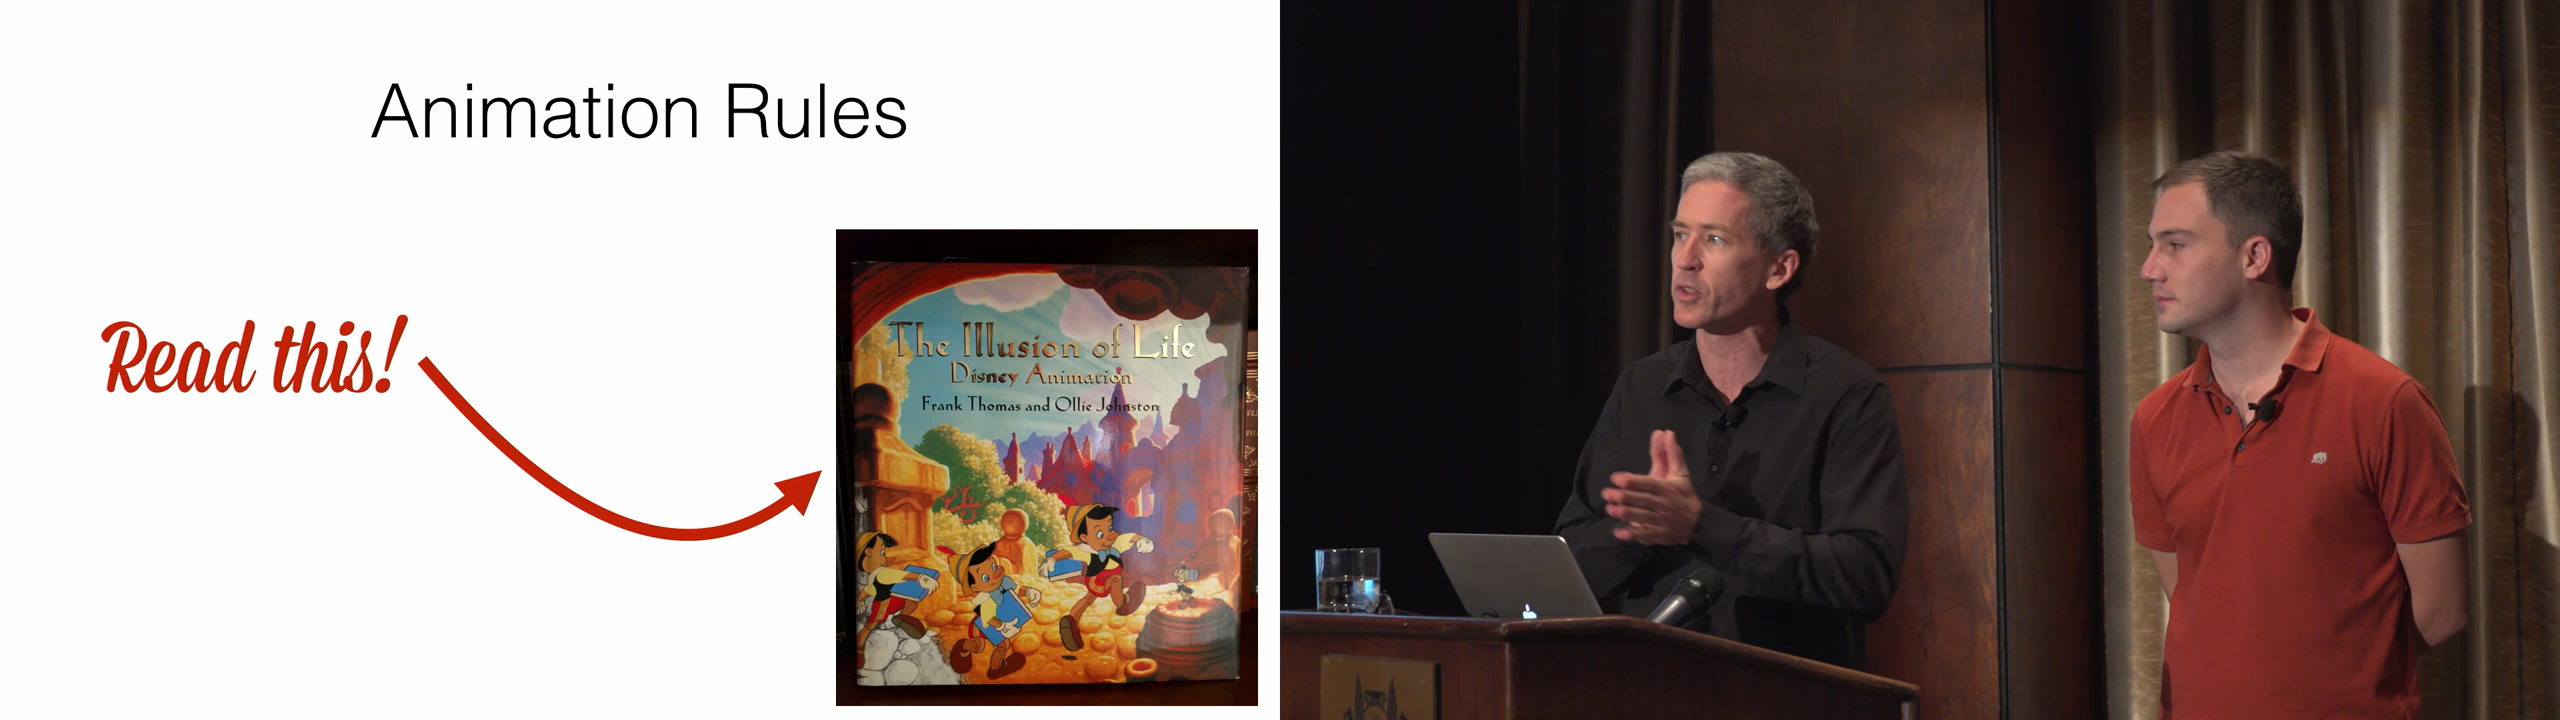 Animation Rules
Read this!
The Illusion of Life
Disney Animation
Frank Thomas and Ollie Johnston